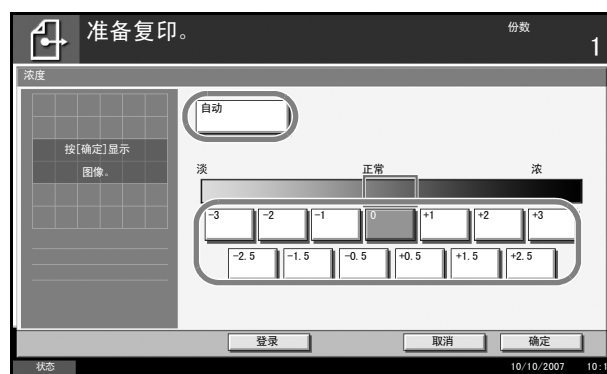 准备复印。
份数
1
浓度
自动
按[确定]显示
图像。
淡 正常 浓
-3 -2 -1 0 +1 +2 +3
-2.5 -1.5 -0.5 +0.5 +1.5 +2.5
登录 取消 确定
状态 10/10/2007 10:1